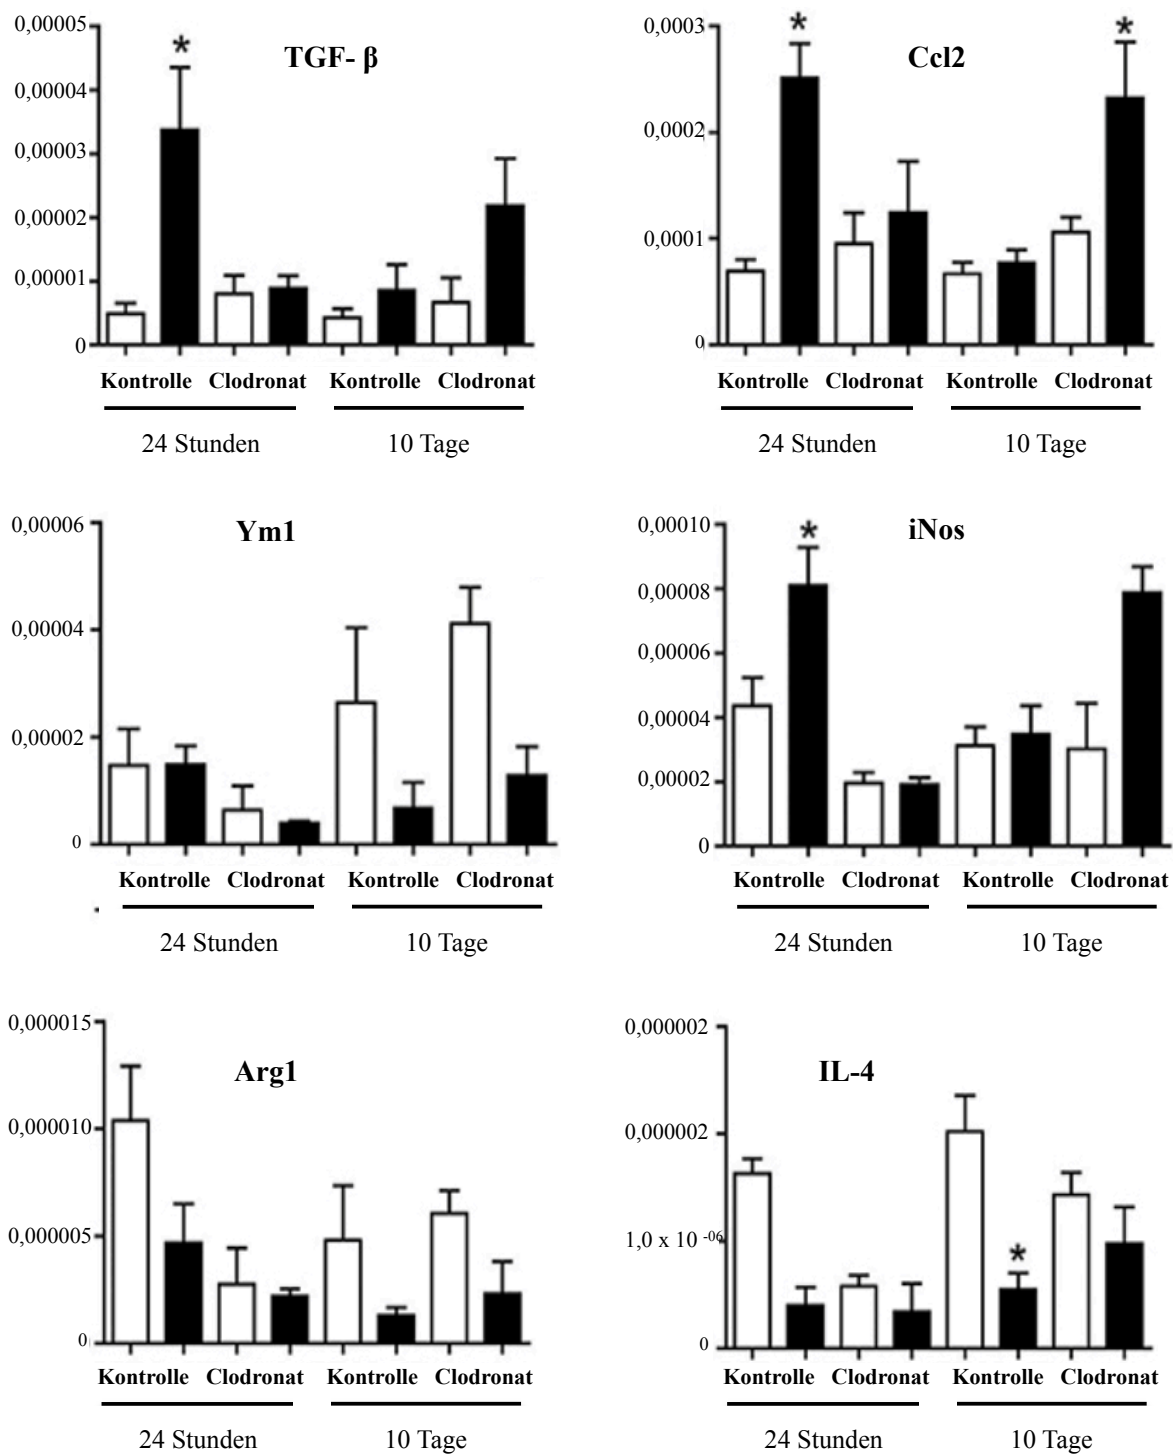 TGF- β
0,00005
*
0,00004
0,00003
0,00002
0,00001
0
Kontrolle Clodronat Kontrolle Clodronat
24 Stunden 10 Tage
Ccl2
0,0003
* *
0,0002
0,0001
0
Kontrolle Clodronat Kontrolle Clodronat
24 Stunden 10 Tage
Ym1
0,00006
0,00004
0,00002
0
Kontrolle Clodronat Kontrolle Clodronat
24 Stunden 10 Tage
iNos
0,00010
*
0,00008
0,00006
0,00004
0,00002
0
Kontrolle Clodronat Kontrolle Clodronat
24 Stunden 10 Tage
Arg1
0,000015
0,000010
0,000005
0
Kontrolle Clodronat Kontrolle Clodronat
24 Stunden 10 Tage
IL-4
0,000002
0,000002
1,0 x 10 -06
*
0
Kontrolle Clodronat Kontrolle Clodronat
24 Stunden 10 Tage